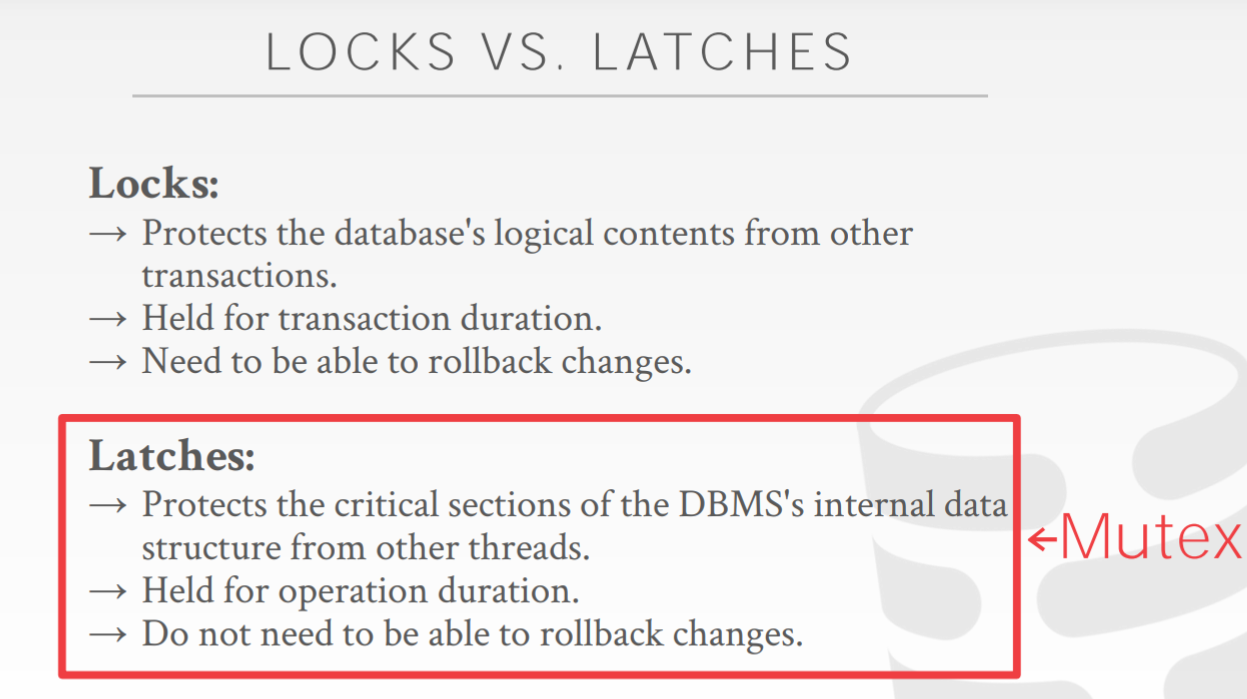 LOCKS VS. LATCHES
Locks:
→ Protects the database's logical contents from other
transactions.
→ Held for transaction duration.
→ Need to be able to rollback changes.
Latches:
→ Protects the critical sections of the DBMS's internal data
structure from other threads.
→ Held for operation duration.
→ Do not need to be able to rollback changes.
←Mutex